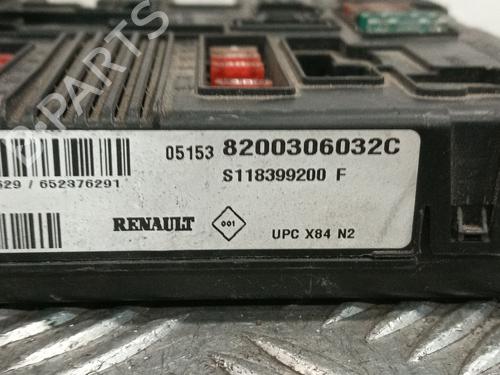 05153 8200306032C
S118399200 F
629 / 652376291
RENAULT 001 UPC X84 N2
B-PARTS